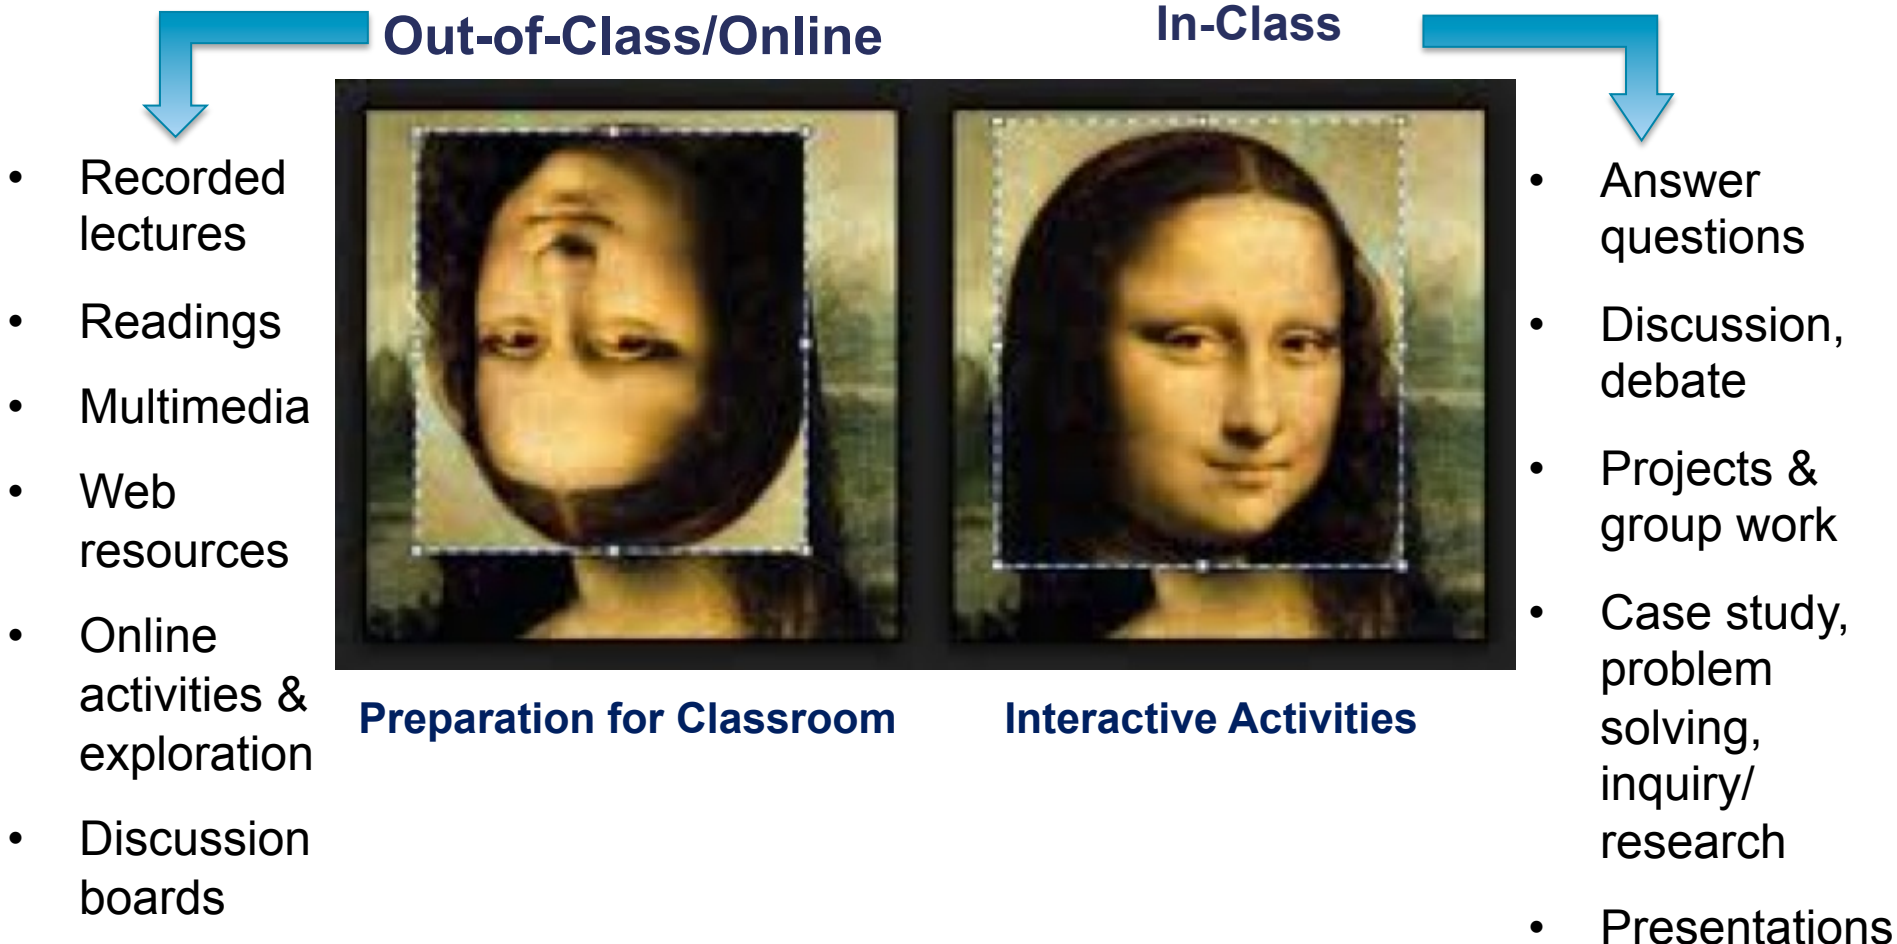 Out-of-Class/Online
In-Class
• Recorded
lectures
• Readings
• Multimedia
• Web
resources
• Online
activities &
exploration
• Discussion
boards
Preparation for Classroom
Interactive Activities
• Answer
questions
• Discussion,
debate
• Projects &
group work
• Case study,
problem
solving,
inquiry/
research
• Presentations